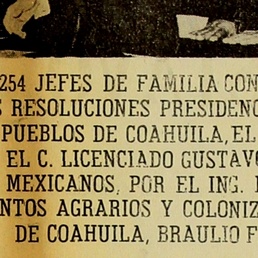 254 JEFES DE FAMILIA CON
S RESOLUCIONES PRESIDENC
PUEBLOS DE COAHUILA, EL
EL C. LICENCIADO GUSTAVO
MEXICANOS, POR EL ING.
NTOS AGRARIOS Y COLONIZ
DE COAHUILA, BRAULIO F